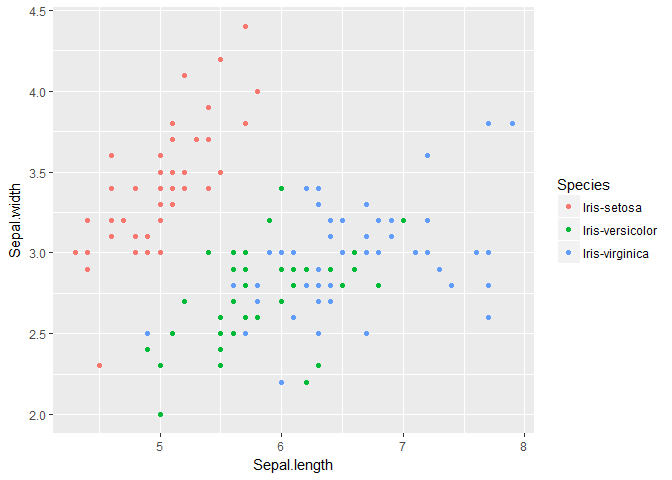 4.5
4.0
3.5
3.0
2.5
2.0
Sepal.width
5
6
7
8
Sepal.length
Species
Iris-setosa
Iris-versicolor
Iris-virginica